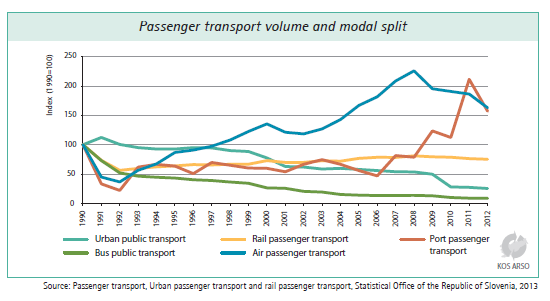 Passenger transport volume and modal split
Index (1990=100)
250
200
150
100
50
0
1990 1991 1992 1993 1994 1995 1996 1997 1998 1999 2000 2001 2002 2003 2004 2005 2006 2007 2008 2009 2010 2011 2012
Urban public transport
Rail passenger transport
Port passenger transport
Bus public transport
Air passenger transport
KOS ARSO
Source: Passenger transport, Urban passenger transport and rail passenger transport, Statistical Office of the Republic of Slovenia, 2013